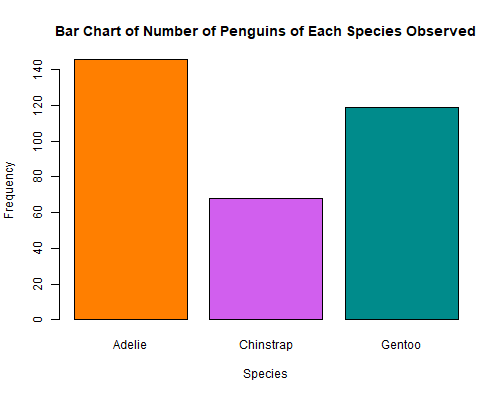 Bar Chart of Number of Penguins of Each Species Observed
Frequency
140
120
100
80
60
40
20
0
Adelie Chinstrap Gentoo
Species